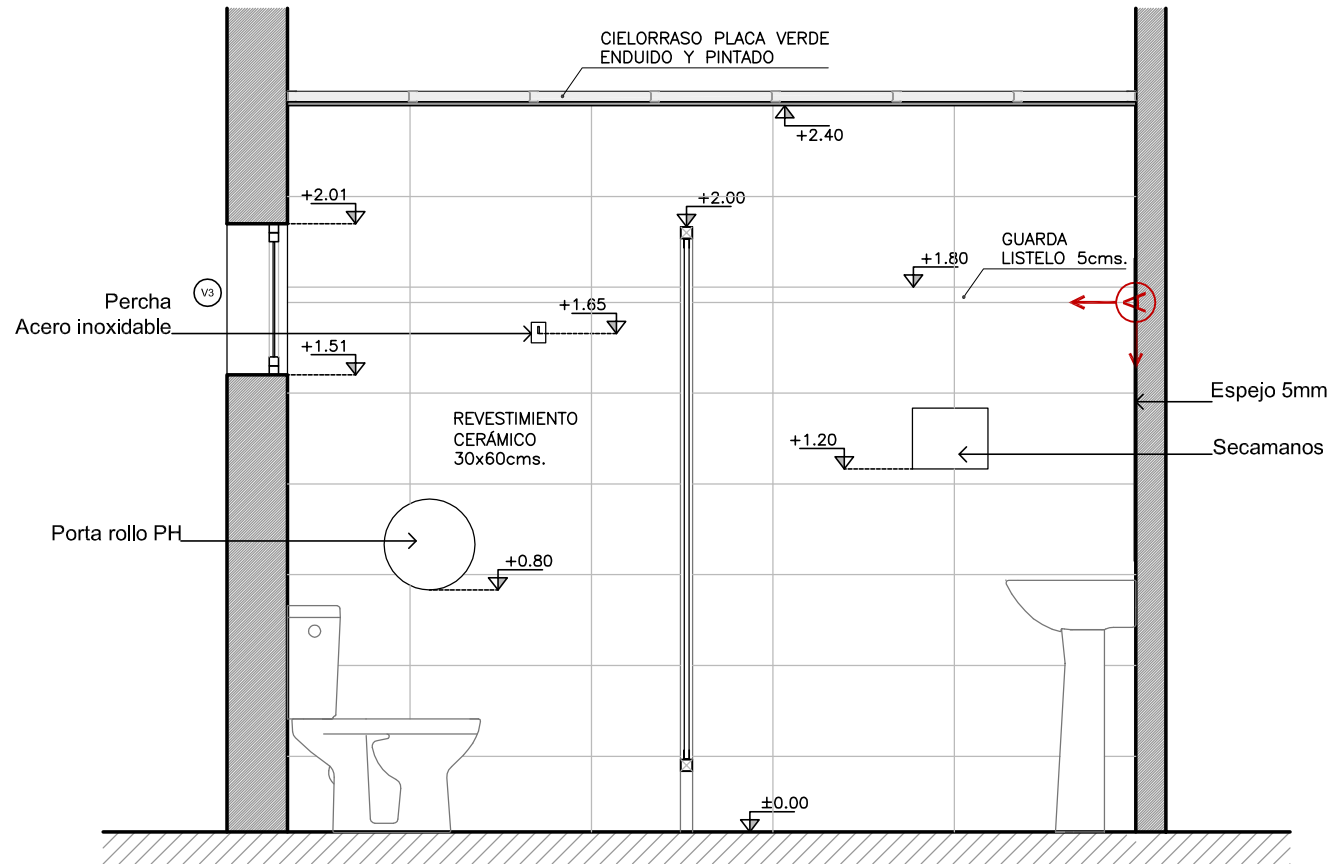 CIELORRASO PLACA VERDE
ENDUIDO Y PINTADO
+2.40
+2.01
+2.00
GUARDA
LISTELO 5cms.
+1.80
V3
Percha
Acero inoxidable
+1.65
A
+1.51
Espejo 5mm
REVESTIMIENTO
CERÁMICO
30x60cms.
+1.20
Secamanos
Porta rollo PH
+0.80
±0.00